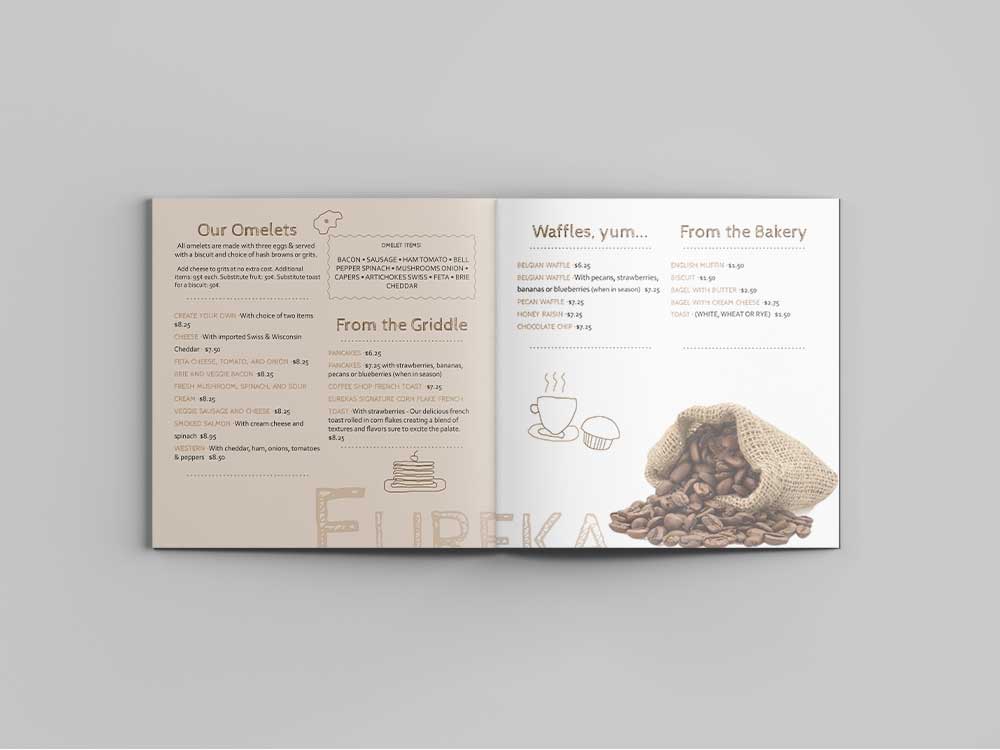 Our Omelets
All omelets are made with three eggs & served
with a biscuit and choice of hash browns or grits.
Add cheese to grits at no extra cost. Additional
items: 95¢ each. Substitute fruit: 50¢. Substitute toast
for a biscuit: 50¢.
CREATE YOUR OWN ·With choice of two items
$8.25
CHEESE ·With imported Swiss & Wisconsin
Cheddar ·$7.50
FETA CHEESE, TOMATO, AND ONION ·$8.25
BRIE AND VEGGIE BACON ·$8.25
FRESH MUSHROOM, SPINACH, AND SOUR
CREAM ·$8.25
VEGGIE SAUSAGE AND CHEESE ·$8.25
SMOKED SALMON ·With cream cheese and
spinach $8.95
WESTERN ·With cheddar, ham, onions, tomatoes
& peppers $8.50
OMELET ITEMS:
BACON • SAUSAGE • HAM TOMATO • BELL
PEPPER SPINACH • MUSHROOMS ONION •
CAPERS • ARTICHOKES SWISS • FETA • BRIE
CHEDDAR
From the Griddle
PANCAKES ·$6.25
PANCAKES ·$7.25 with strawberries, bananas,
pecans or blueberries (when in season)
COFFEE SHOP FRENCH TOAST ·$7.25
EUREKAS SIGNATURE CORN FLAKE FRENCH
TOAST ·With strawberries - Our delicious french
toast rolled in corn flakes creating a blend of
textures and flavors sure to excite the palate.
$8.25
Waffles, yum...
BELGIAN WAFFLE ·$6.25
BELGIAN WAFFLE ·With pecans, strawberries,
bananas or blueberries (when in season) $7.25
PECAN WAFFLE ·$7.25
HONEY RAISIN ·$7.25
CHOCOLATE CHIP ·$7.25
From the Bakery
ENGLISH MUFFIN ·$1.50
BISCUIT ·$1.50
BAGEL WITH BUTTER ·$2.50
BAGEL WITH CREAM CHEESE ·$2.75
TOAST · (WHITE, WHEAT OR RYE) $1.50
EUREKA